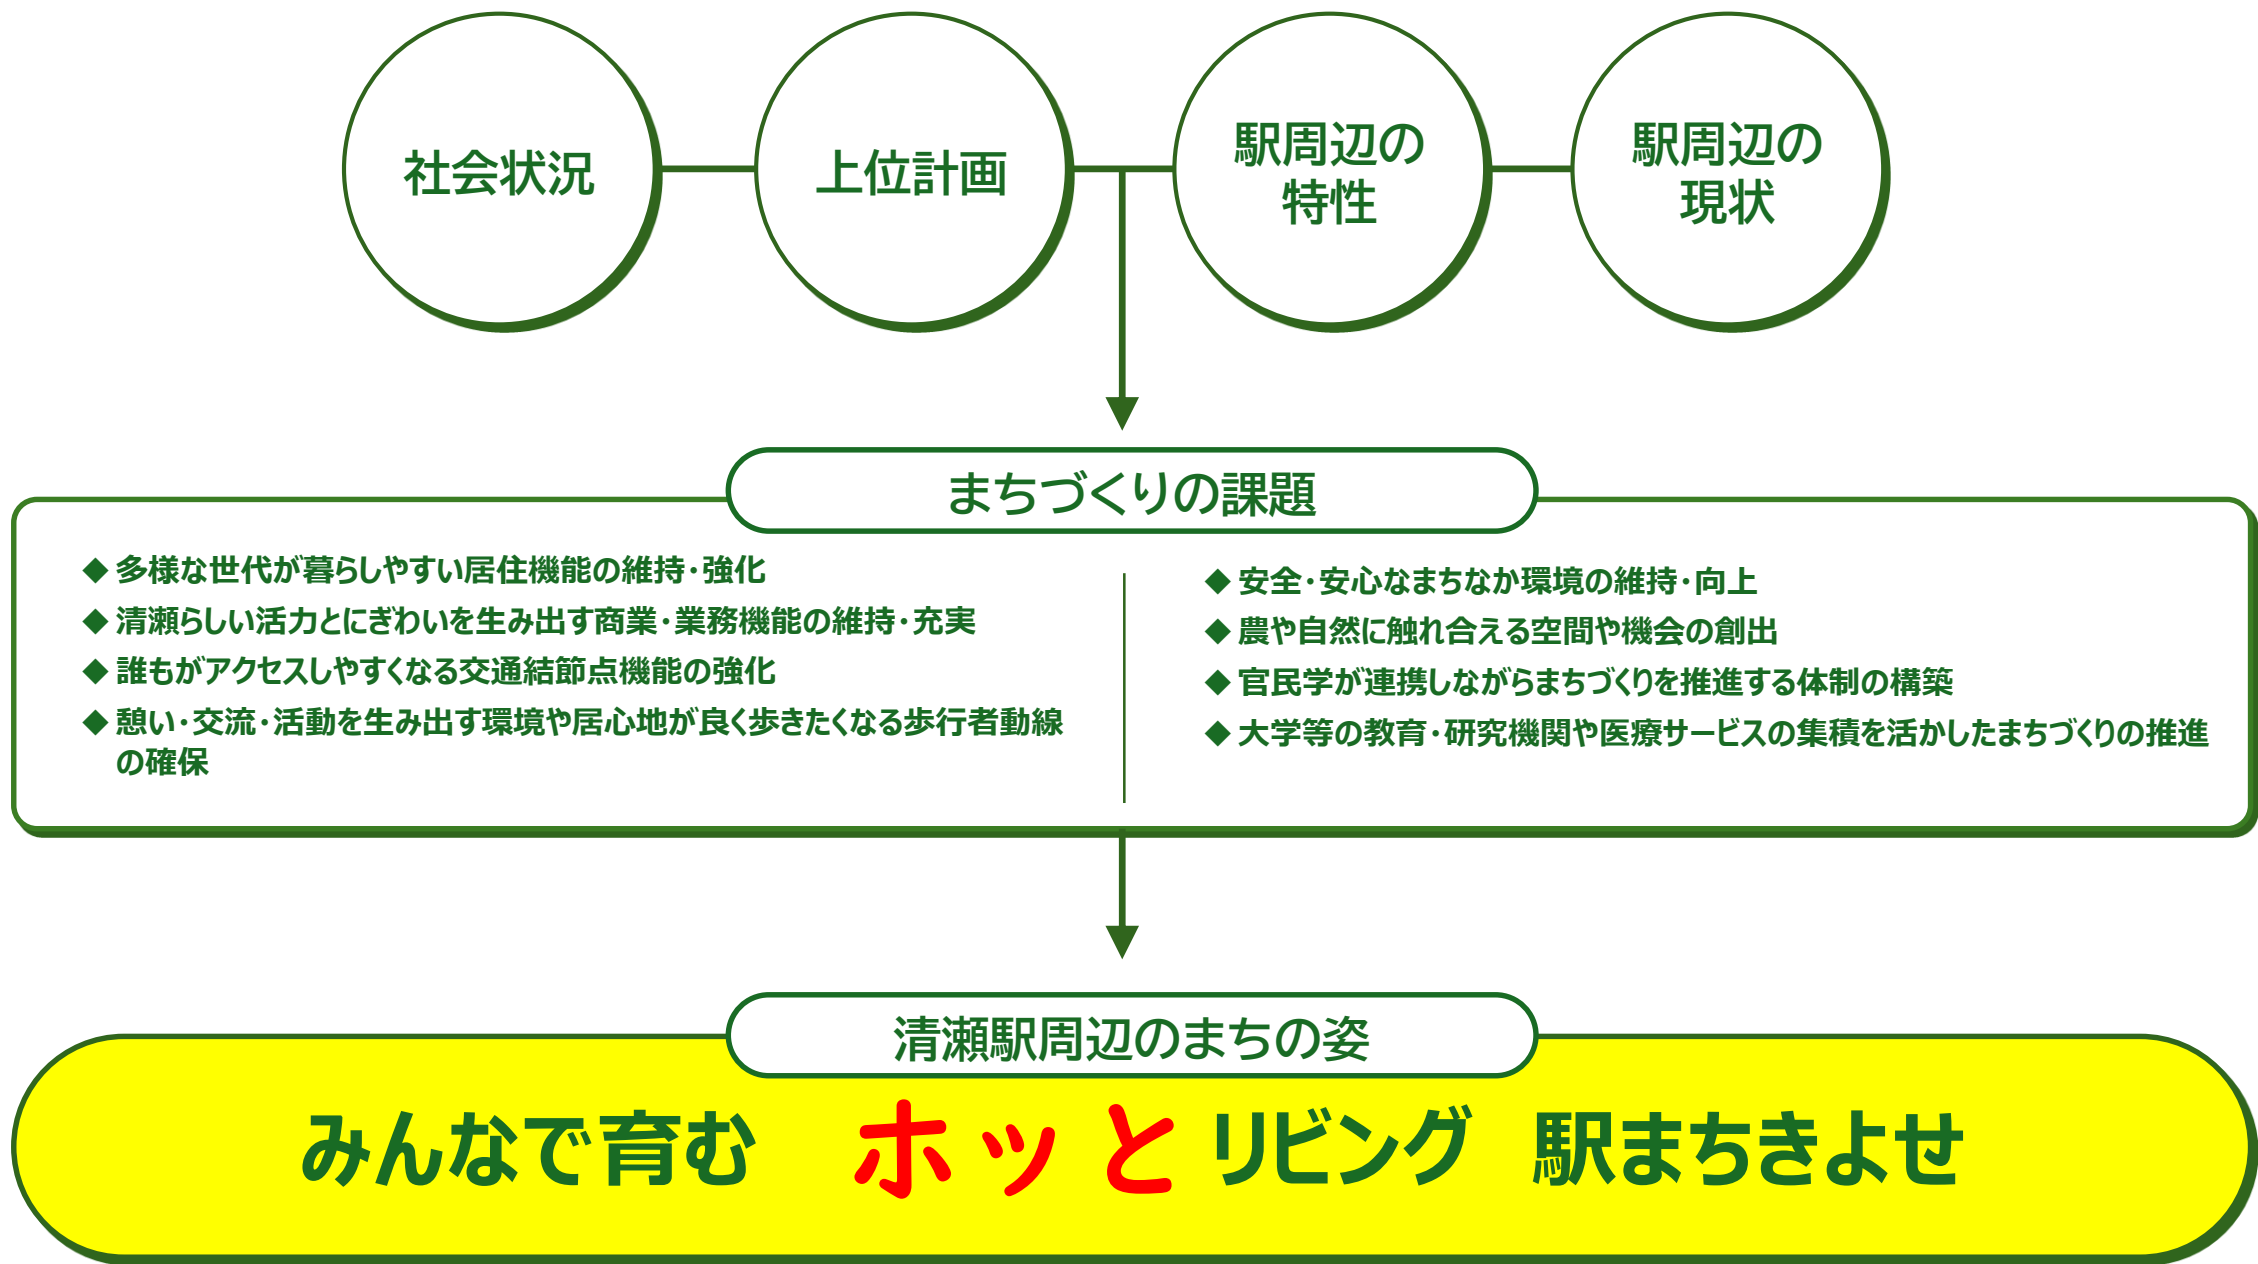 社会状況
上位計画
駅周辺の
特性
駅周辺の
現状
まちづくりの課題
◆ 多様な世代が暮らしやすい居住機能の維持・強化
◆ 清瀬らしい活力とにぎわいを生み出す商業・業務機能の維持・充実
◆ 誰もがアクセスしやすくなる交通結節点機能の強化
◆ 憩い・交流・活動を生み出す環境や居心地が良く歩きたくなる歩行者動線
の確保
◆ 安全・安心なまちなか環境の維持・向上
◆ 農や自然に触れ合える空間や機会の創出
◆ 官民学が連携しながらまちづくりを推進する体制の構築
◆ 大学等の教育・研究機関や医療サービスの集積を活かしたまちづくりの推進
清瀬駅周辺のまちの姿
みんなで育む ホッとリビング 駅まちきよせ